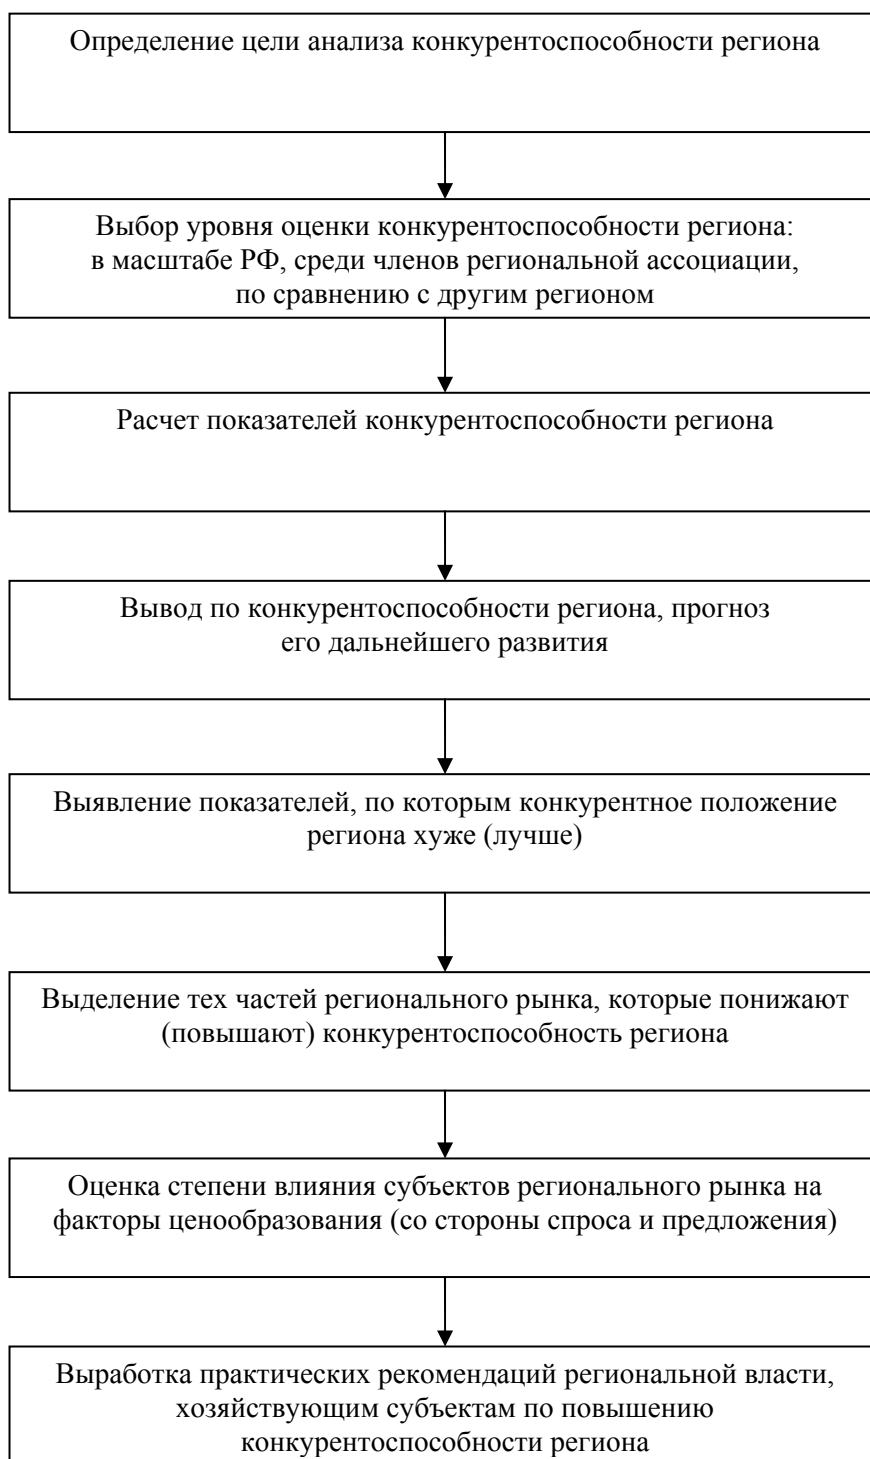 Определение цели анализа конкурентоспособности региона
Выбор уровня оценки конкурентоспособности региона:
в масштабе РФ, среди членов региональной ассоциации,
по сравнению с другим регионом
Расчет показателей конкурентоспособности региона
Вывод по конкурентоспособности региона, прогноз
его дальнейшего развития
Выявление показателей, по которым конкурентное положение
региона хуже (лучше)
Выделение тех частей регионального рынка, которые понижают
(повышают) конкурентоспособность региона
Оценка степени влияния субъектов регионального рынка на
факторы ценообразования (со стороны спроса и предложения)
Выработка практических рекомендаций региональной власти,
хозяйствующим субъектам по повышению
конкурентоспособности региона